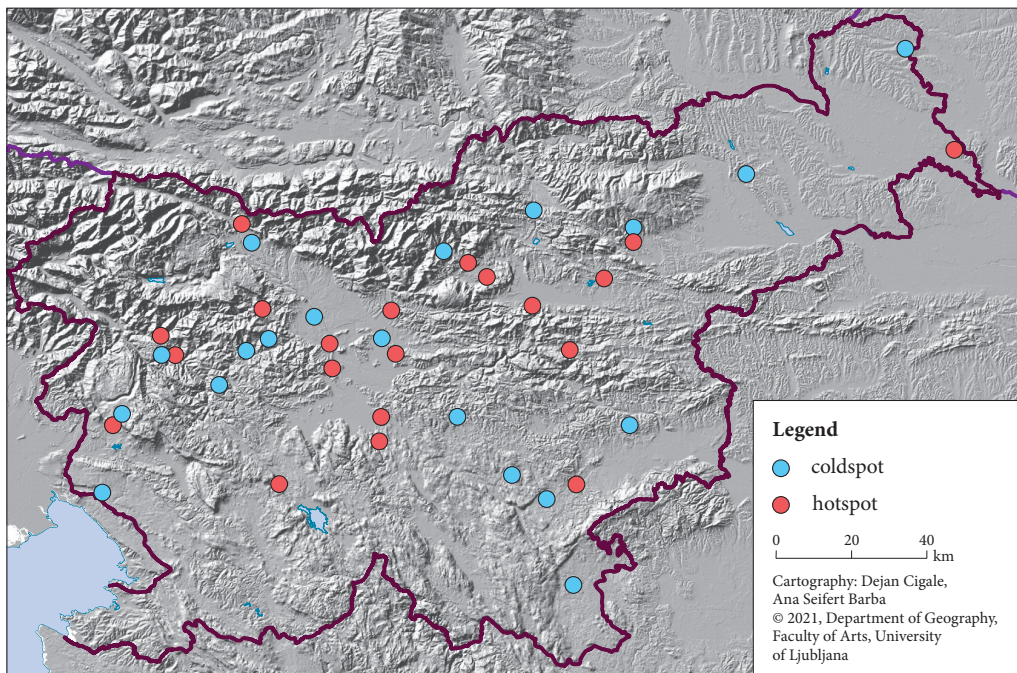 Legend
coldspot
hotspot
0 20 40
km
Cartography: Dejan Cigale,
Ana Seifert Barba
© 2021, Department of Geography,
Faculty of Arts, University
of Ljubljana